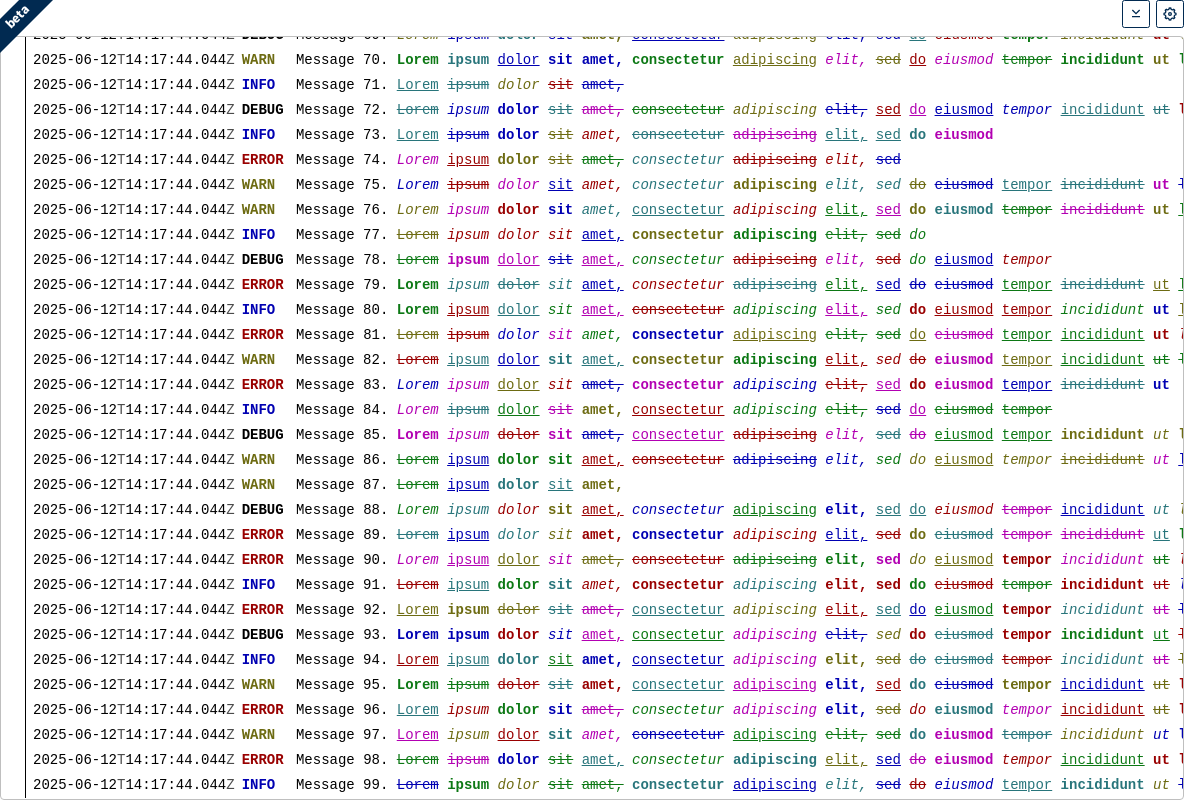 beta
2025-06-12T14:17:44.044Z DEBUG Message 69. Lorem ipsum dolor sit amet, consectetur adipiscing elit, sed do eiusmod tempor incididunt ut
2025-06-12T14:17:44.044Z WARN Message 70. Lorem ipsum dolor sit amet, consectetur adipiscing elit, sed do eiusmod tempor incididunt ut
2025-06-12T14:17:44.044Z INFO Message 71. Lorem ipsum dolor sit amet,
2025-06-12T14:17:44.044Z DEBUG Message 72. Lorem ipsum dolor sit amet, consectetur adipiscing elit, sed do eiusmod tempor incididunt ut
2025-06-12T14:17:44.044Z INFO Message 73. Lorem ipsum dolor sit amet, consectetur adipiscing elit, sed do eiusmod
2025-06-12T14:17:44.044Z ERROR Message 74. Lorem ipsum dolor sit amet, consectetur adipiscing elit, sed
2025-06-12T14:17:44.044Z WARN Message 75. Lorem ipsum dolor sit amet, consectetur adipiscing elit, sed do eiusmod tempor incididunt ut
2025-06-12T14:17:44.044Z WARN Message 76. Lorem ipsum dolor sit amet, consectetur adipiscing elit, sed do eiusmod tempor incididunt ut
2025-06-12T14:17:44.044Z INFO Message 77. Lorem ipsum dolor sit amet, consectetur adipiscing elit, sed do
2025-06-12T14:17:44.044Z DEBUG Message 78. Lorem ipsum dolor sit amet, consectetur adipiscing elit, sed do eiusmod tempor
2025-06-12T14:17:44.044Z ERROR Message 79. Lorem ipsum dolor sit amet, consectetur adipiscing elit, sed do eiusmod tempor incididunt ut
2025-06-12T14:17:44.044Z INFO Message 80. Lorem ipsum dolor sit amet, consectetur adipiscing elit, sed do eiusmod tempor incididunt ut
2025-06-12T14:17:44.044Z ERROR Message 81. Lorem ipsum dolor sit amet, consectetur adipiscing elit, sed do eiusmod tempor incididunt ut
2025-06-12T14:17:44.044Z WARN Message 82. Lorem ipsum dolor sit amet, consectetur adipiscing elit, sed do eiusmod tempor incididunt ut
2025-06-12T14:17:44.044Z ERROR Message 83. Lorem ipsum dolor sit amet, consectetur adipiscing elit, sed do eiusmod tempor incididunt ut
2025-06-12T14:17:44.044Z INFO Message 84. Lorem ipsum dolor sit amet, consectetur adipiscing elit, sed do eiusmod tempor
2025-06-12T14:17:44.044Z DEBUG Message 85. Lorem ipsum dolor sit amet, consectetur adipiscing elit, sed do eiusmod tempor incididunt ut
2025-06-12T14:17:44.044Z WARN Message 86. Lorem ipsum dolor sit amet, consectetur adipiscing elit, sed do eiusmod tempor incididunt ut
2025-06-12T14:17:44.044Z WARN Message 87. Lorem ipsum dolor sit amet,
2025-06-12T14:17:44.044Z DEBUG Message 88. Lorem ipsum dolor sit amet, consectetur adipiscing elit, sed do eiusmod tempor incididunt ut
2025-06-12T14:17:44.044Z ERROR Message 89. Lorem ipsum dolor sit amet, consectetur adipiscing elit, sed do eiusmod tempor incididunt ut
2025-06-12T14:17:44.044Z ERROR Message 90. Lorem ipsum dolor sit amet, consectetur adipiscing elit, sed do eiusmod tempor incididunt ut
2025-06-12T14:17:44.044Z INFO Message 91. Lorem ipsum dolor sit amet, consectetur adipiscing elit, sed do eiusmod tempor incididunt ut
2025-06-12T14:17:44.044Z ERROR Message 92. Lorem ipsum dolor sit amet, consectetur adipiscing elit, sed do eiusmod tempor incididunt ut
2025-06-12T14:17:44.044Z DEBUG Message 93. Lorem ipsum dolor sit amet, consectetur adipiscing elit, sed do eiusmod tempor incididunt ut
2025-06-12T14:17:44.044Z INFO Message 94. Lorem ipsum dolor sit amet, consectetur adipiscing elit, sed do eiusmod tempor incididunt ut
2025-06-12T14:17:44.044Z WARN Message 95. Lorem ipsum dolor sit amet, consectetur adipiscing elit, sed do eiusmod tempor incididunt ut
2025-06-12T14:17:44.044Z ERROR Message 96. Lorem ipsum dolor sit amet, consectetur adipiscing elit, sed do eiusmod tempor incididunt ut
2025-06-12T14:17:44.044Z WARN Message 97. Lorem ipsum dolor sit amet, consectetur adipiscing elit, sed do eiusmod tempor incididunt ut
2025-06-12T14:17:44.044Z ERROR Message 98. Lorem ipsum dolor sit amet, consectetur adipiscing elit, sed do eiusmod tempor incididunt ut
2025-06-12T14:17:44.044Z INFO Message 99. Lorem ipsum dolor sit amet, consectetur adipiscing elit, sed do eiusmod tempor incididunt ut